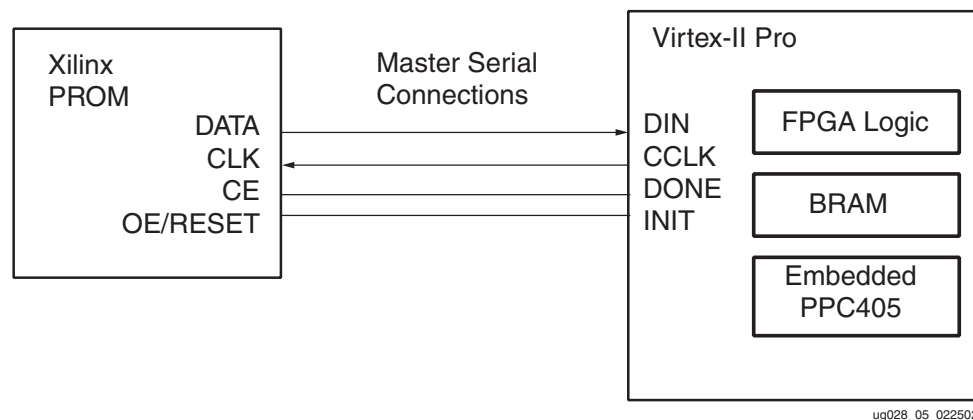 Xilinx
PROM
DATA
CLK
CE
OE/RESET
Master Serial
Connections
Virtex-II Pro
DIN
CCLK
DONE
INIT
FPGA Logic
BRAM
Embedded
PPC405
ug028_05_022502